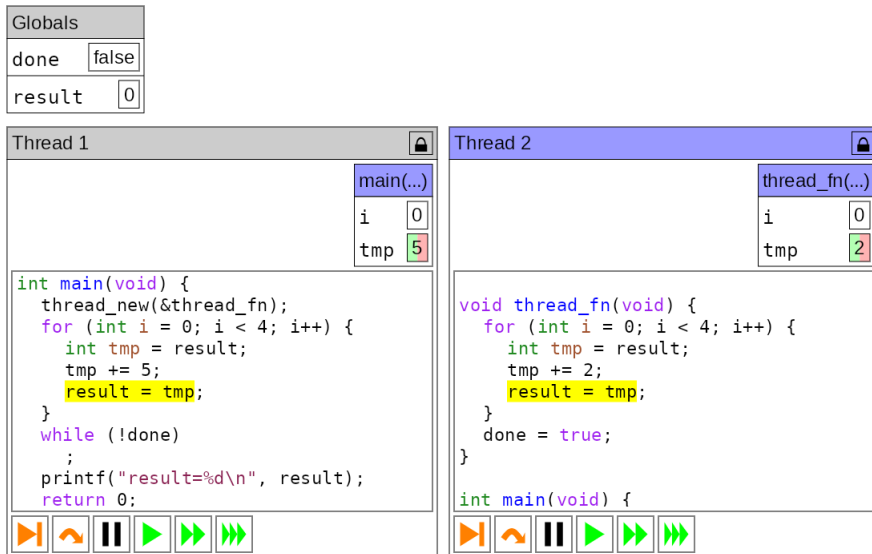 Globals
done false
result 0
Thread 1
main(...)
i 0
tmp 5
int main(void) {
thread_new(&thread_fn);
for (int i = 0; i < 4; i++) {
int tmp = result;
tmp += 5;
result = tmp;
}
while (!done)
;
printf("result=%d\n", result);
return 0;
Thread 2
thread_fn(...)
i 0
tmp 2
void thread_fn(void) {
for (int i = 0; i < 4; i++) {
int tmp = result;
tmp += 2;
result = tmp;
}
done = true;
}
int main(void) {